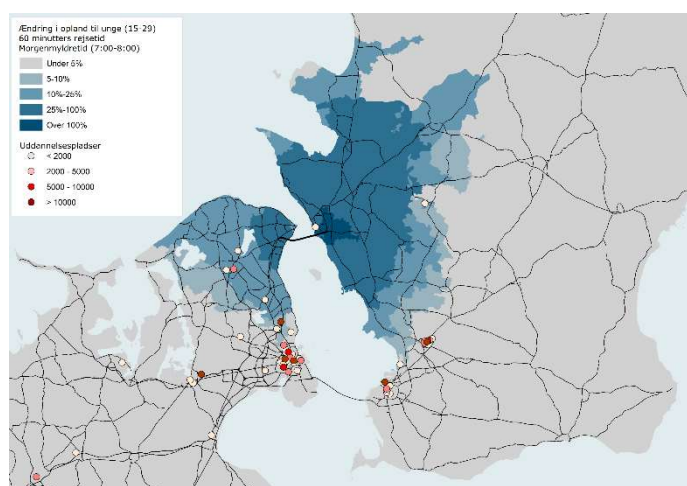 Ændring i opland til unge (15-29)
60 minutters rejsetid
Morgenmyldretid (7:00-8:00)
Under 5%
5-10%
10%-25%
25%-100%
Over 100%
Uddannelsespladser
< 2000
2000 - 5000
5000 - 10000
> 10000